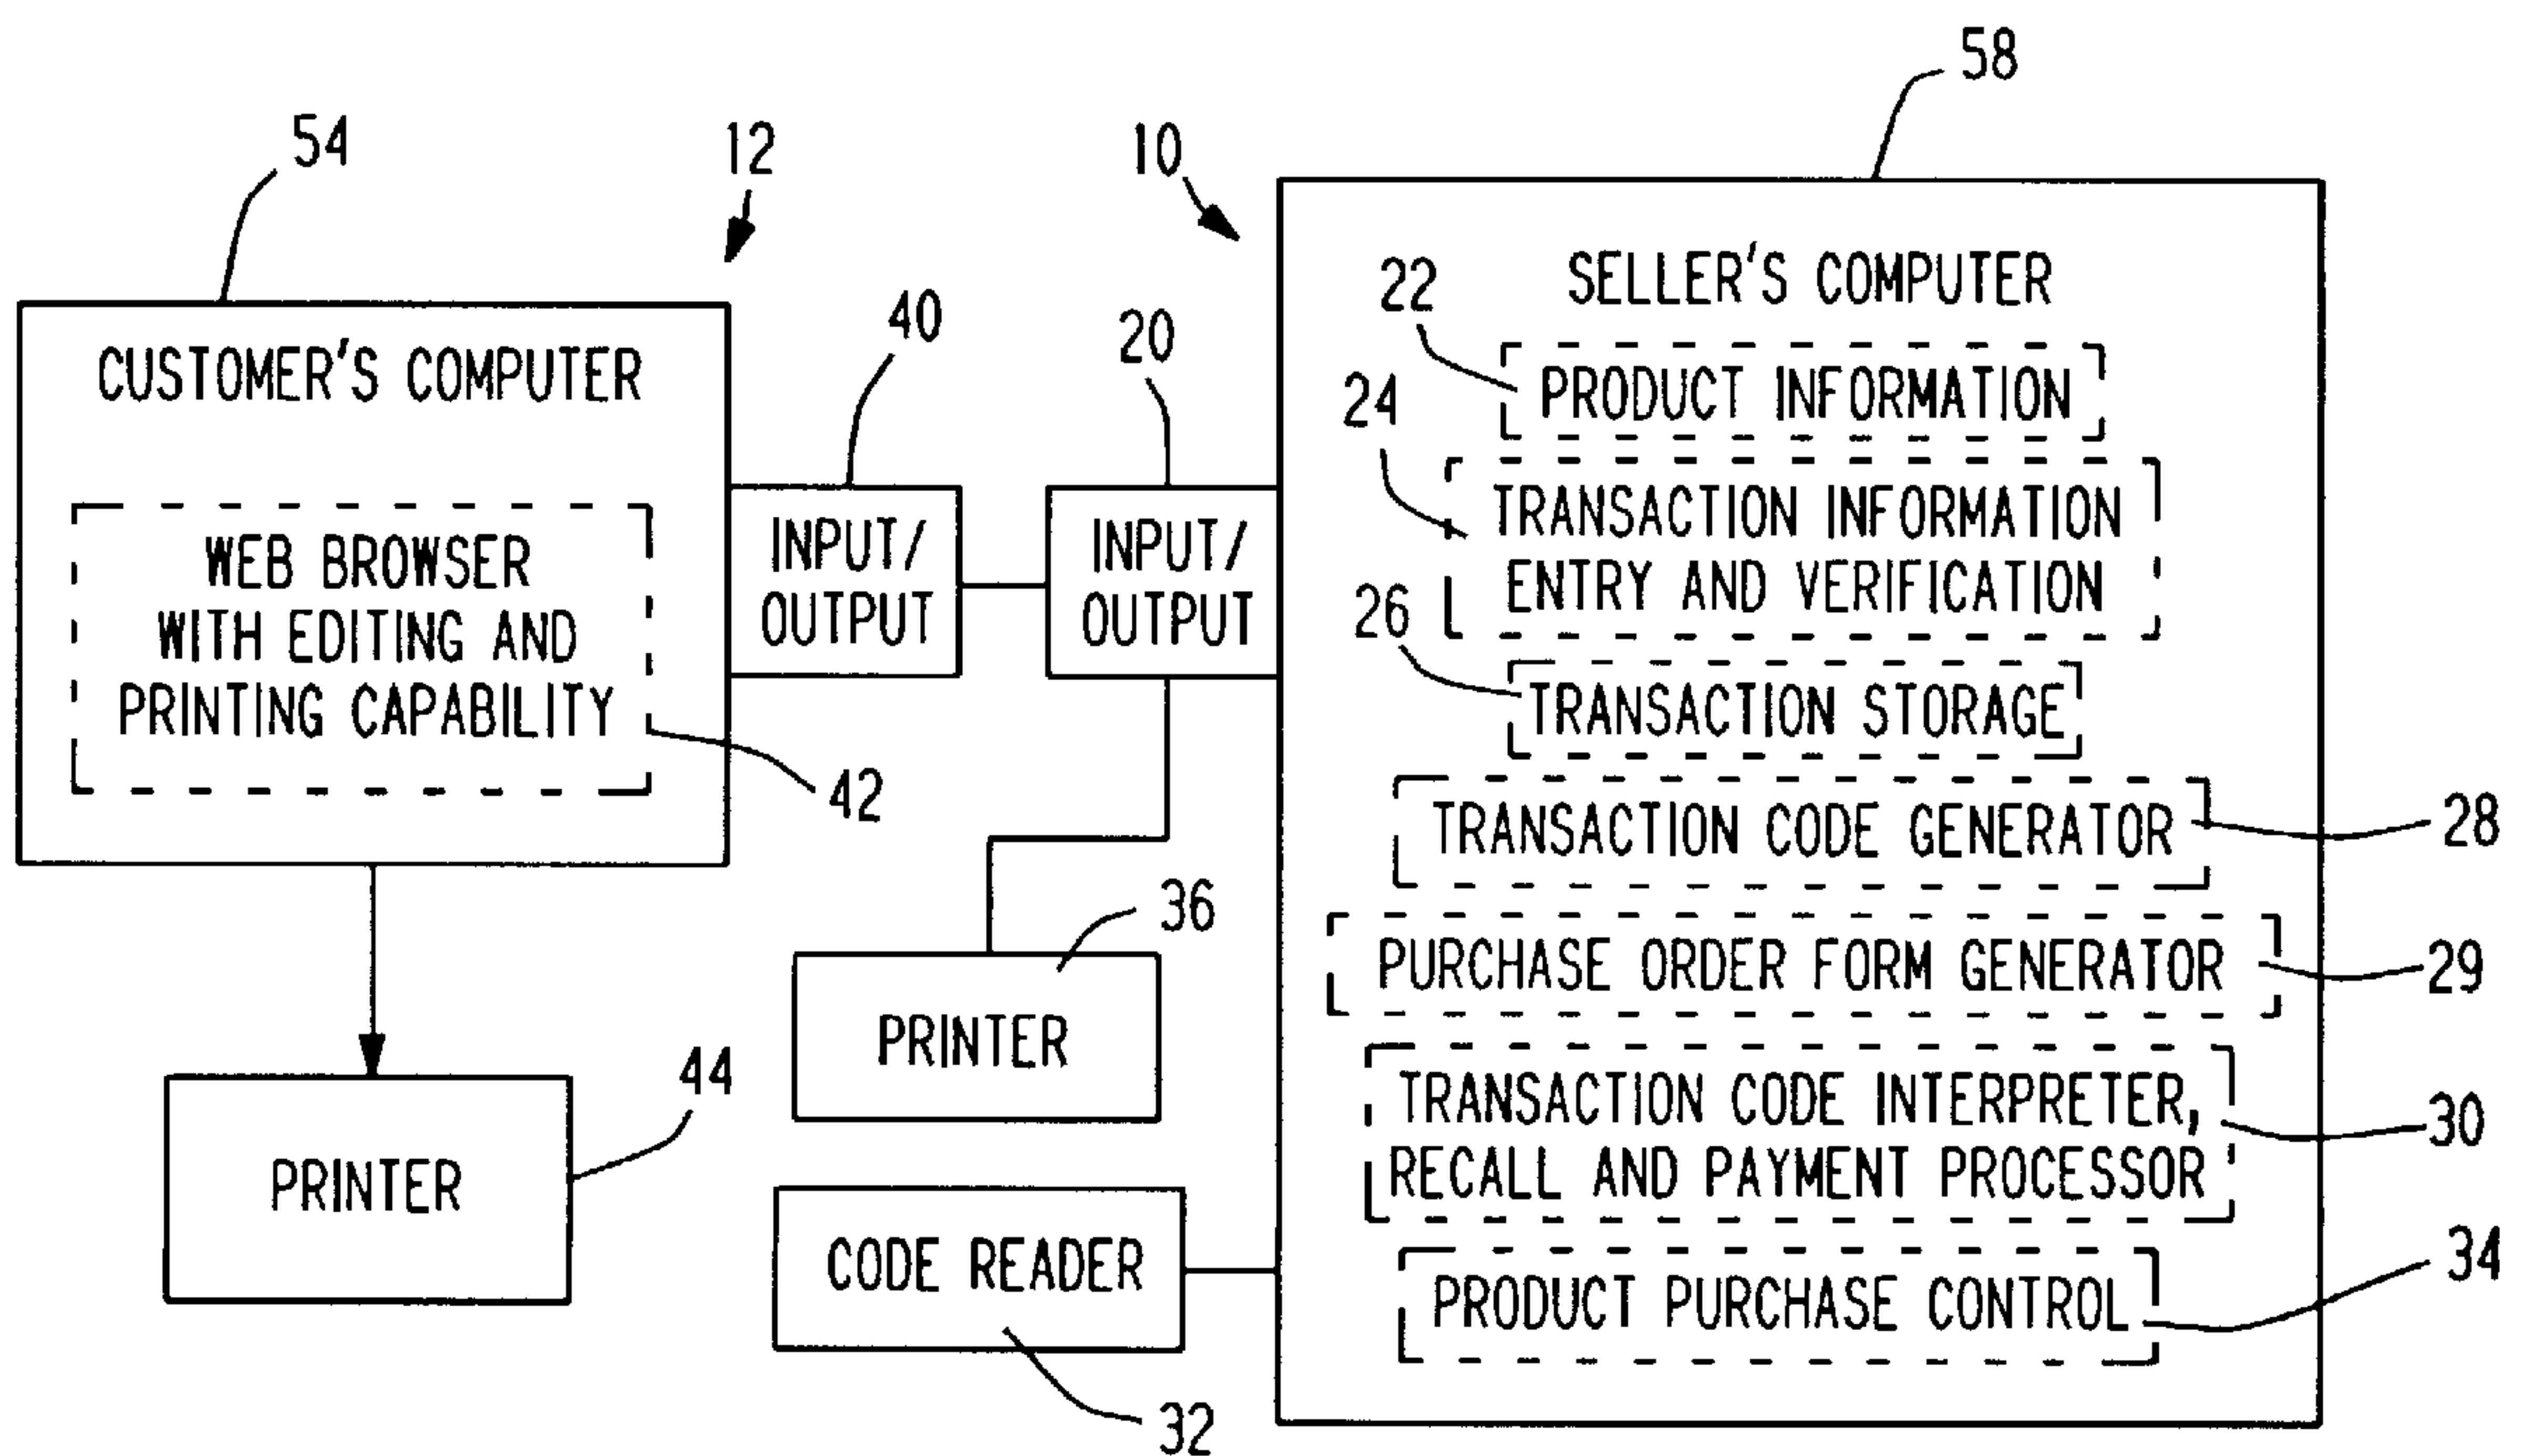 58
54
12
10
SELLER'S COMPUTER
22
PRODUCT INFORMATION
24
TRANSACTION INFORMATION
ENTRY AND VERIFICATION
26
TRANSACTION STORAGE
TRANSACTION CODE GENERATOR
28
PURCHASE ORDER FORM GENERATOR
29
TRANSACTION CODE INTERPRETER,
RECALL AND PAYMENT PROCESSOR
30
PRODUCT PURCHASE CONTROL
34
CUSTOMER'S COMPUTER
WEB BROWSER
WITH EDITING AND
PRINTING CAPABILITY
42
40
INPUT/
OUTPUT
20
INPUT/
OUTPUT
36
PRINTER
44
PRINTER
CODE READER
32